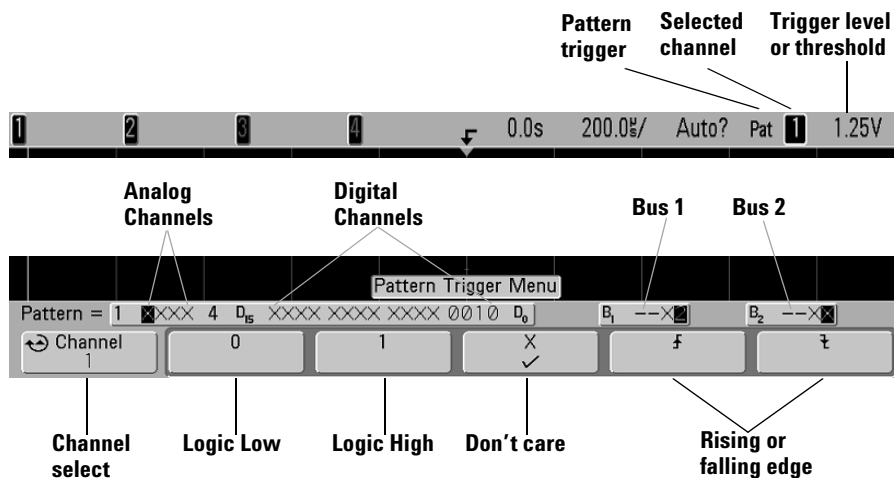 Pattern trigger
Selected channel
Trigger level or threshold
1 2 3 4 0.0s 200.0㎲/ Auto? Pat 1 1.25V
Analog Channels
Digital Channels
Bus 1
Bus 2
Pattern Trigger Menu
Pattern = 1 XXXX 4 D15 XXXX XXXX XXXX 0010 D0 B1 --X2 B2 --XX
Channel 1
0
1
X
Channel select
Logic Low
Logic High
Don't care
Rising or falling edge